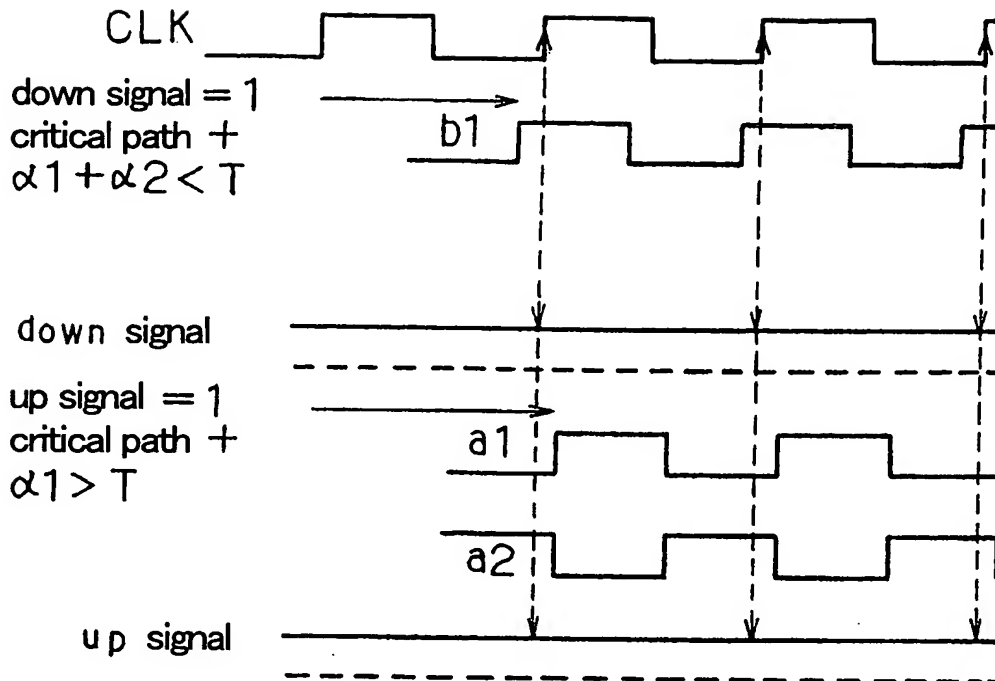 CLK
down signal = 1
critical path +
α1+α2 < T
b1
down signal
up signal = 1
critical path +
α1 > T
a1
a2
up signal